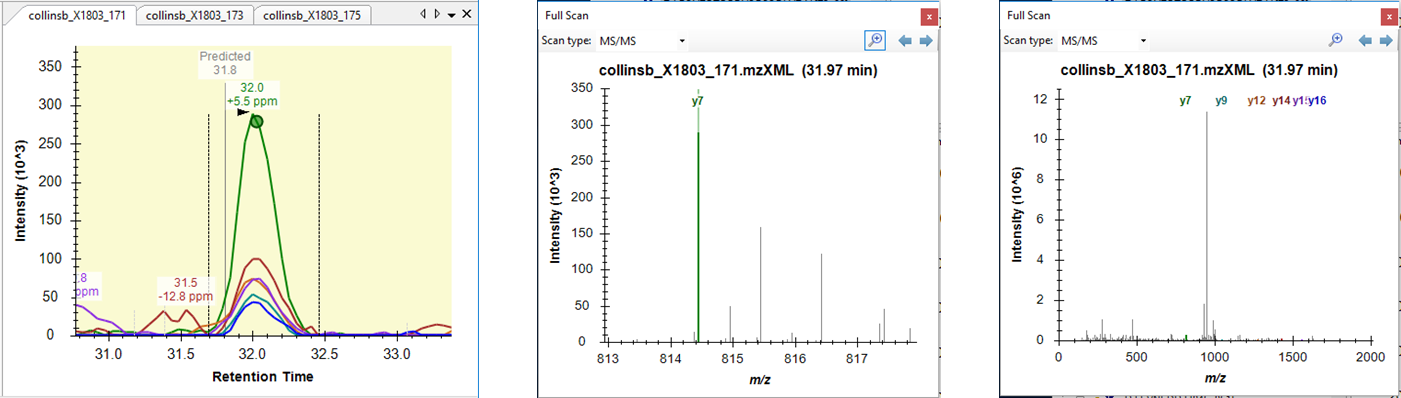 collinsb_X1803_171
collinsb_X1803_173
collinsb_X1803_175
Predicted
31.8
32.0
+5.5 ppm
.8
ppm
31.5
-12.8 ppm
350
300
250
200
150
100
50
0
Intensity (10^3)
31.0 31.5 32.0 32.5 33.0
Retention Time
Full Scan
x
Scan type: MS/MS
collinsb_X1803_171.mzXML (31.97 min)
y7
350
300
250
200
150
100
50
0
Intensity (10^3)
813 814 815 816 817
m/z
Full Scan
x
Scan type: MS/MS
collinsb_X1803_171.mzXML (31.97 min)
y7 y9 y12 y14 y15 y16
12
10
8
6
4
2
0
Intensity (10^6)
0 500 1000 1500 2000
m/z